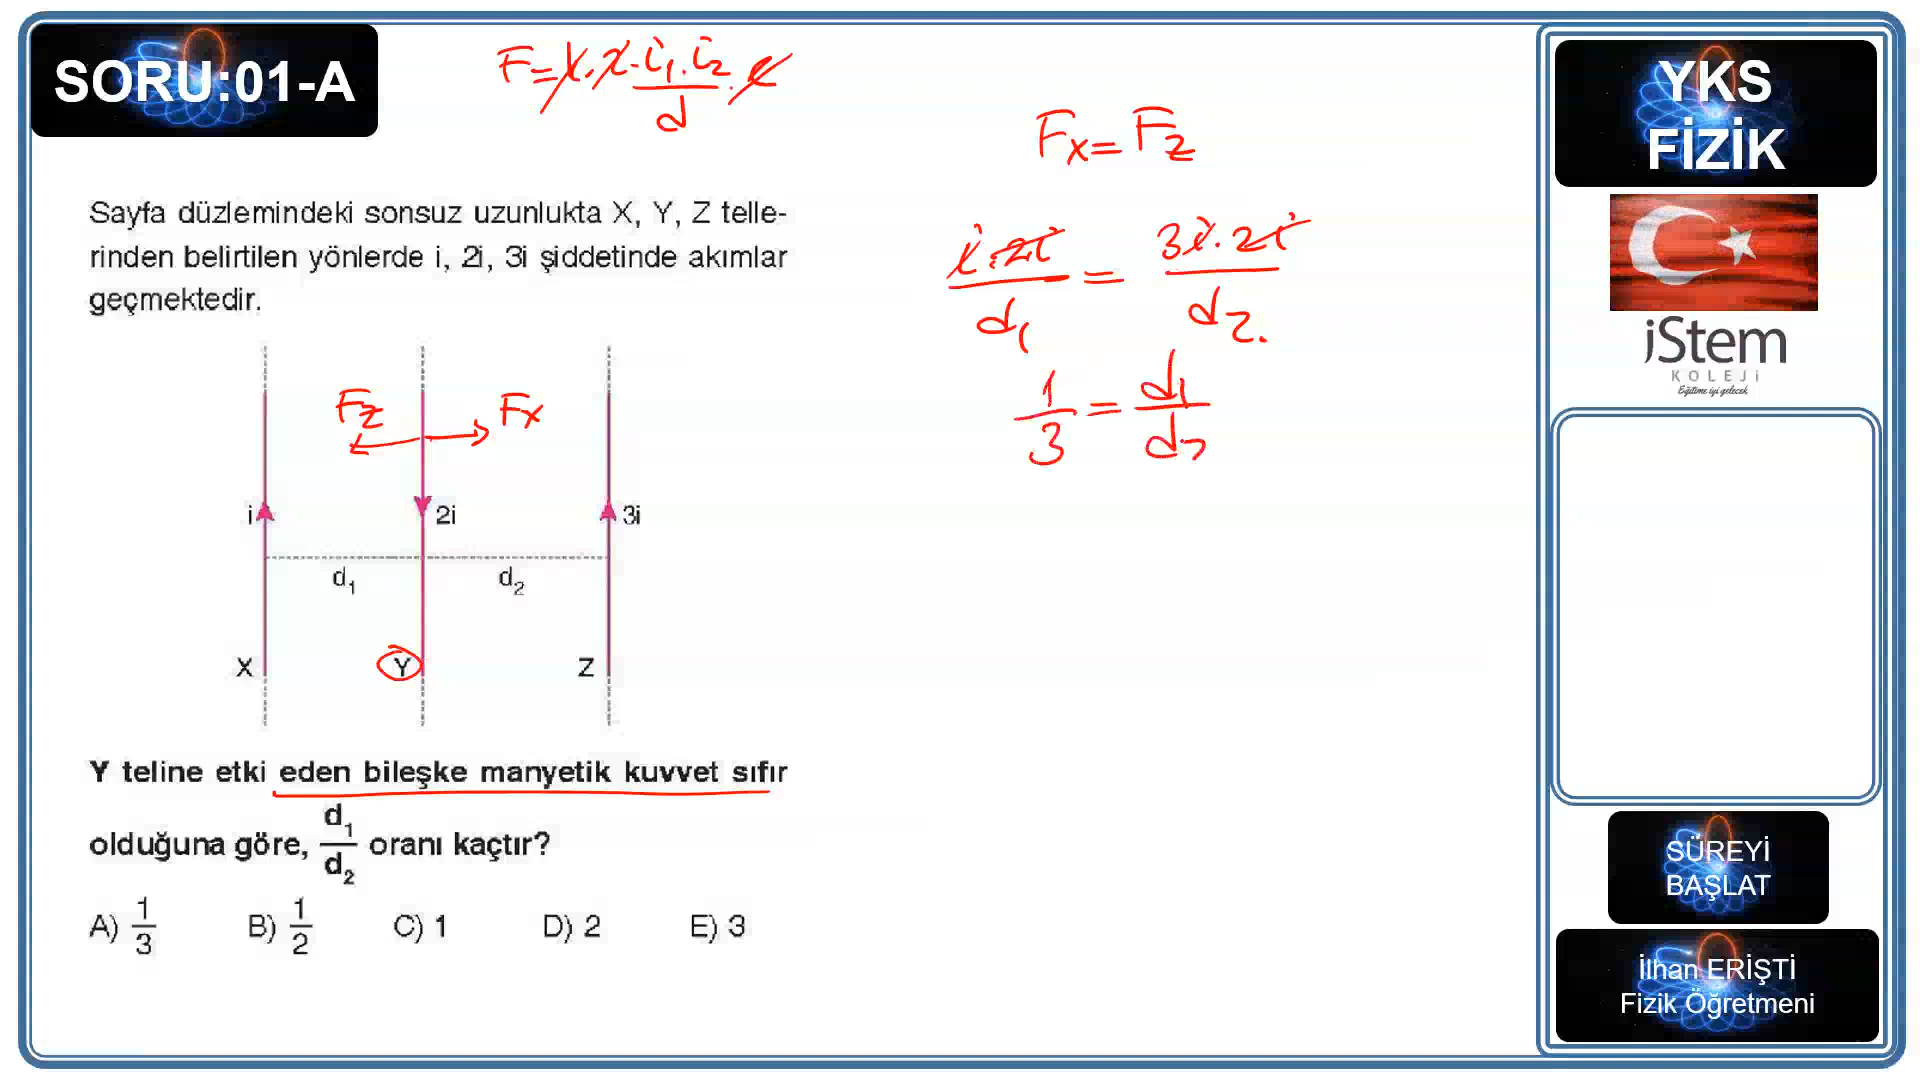 SORU:01-A
F = k·2·i₁·i₂/d·ℓ
Fx = Fz
i·2i/d₁ = 3i·2i/d₂
1/3 = d₁/d₂
Sayfa düzlemindeki sonsuz uzunlukta X, Y, Z telle-
rinden belirtilen yönlerde i, 2i, 3i şiddetinde akımlar
geçmektedir.
Fz Fx
i 2i 3i
d₁ d₂
X Y Z
Y teline etki eden bileşke manyetik kuvvet sıfır
olduğuna göre, d₁/d₂ oranı kaçtır?
A) 1/3 B) 1/2 C) 1 D) 2 E) 3
YKS
FİZİK
iStem
KOLEJİ
Eğitime iyi gelecek
SÜREYİ
BAŞLAT
İlhan ERİŞTİ
Fizik Öğretmeni